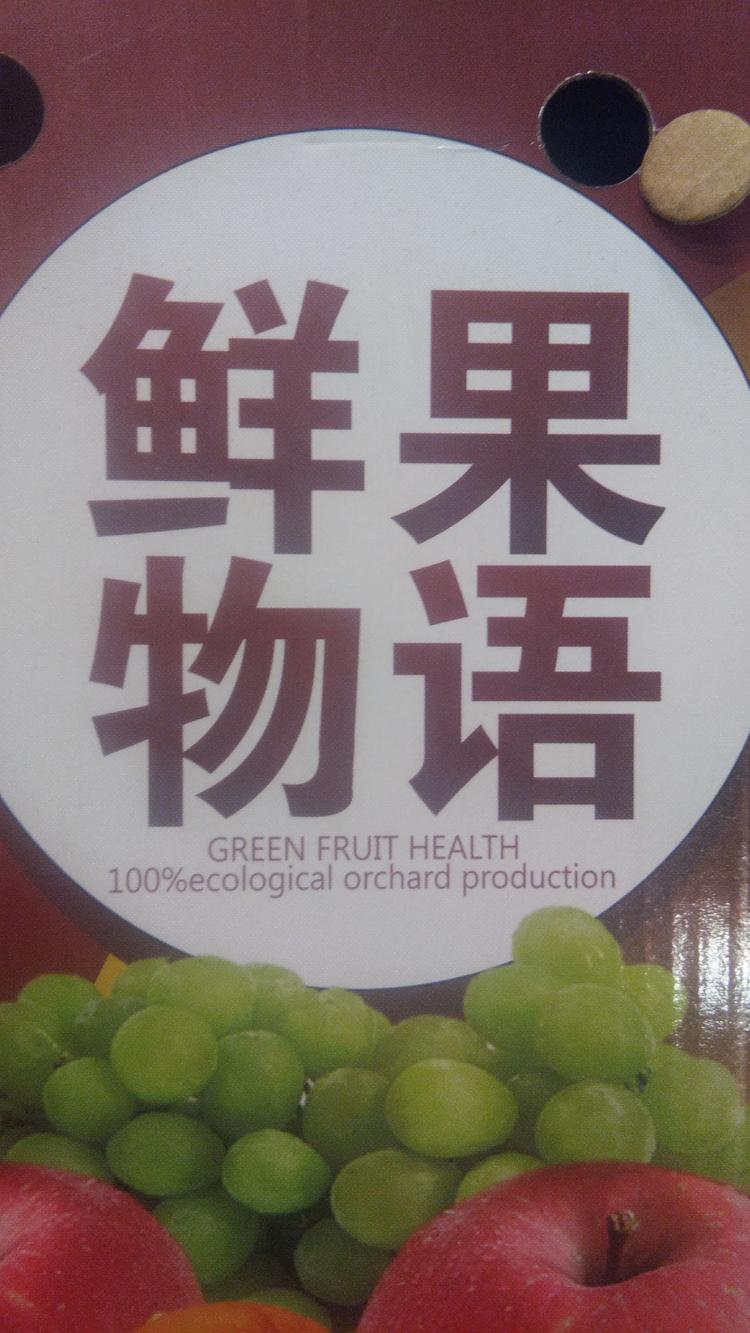 鲜果
物语
GREEN FRUIT HEALTH
100%ecological orchard production